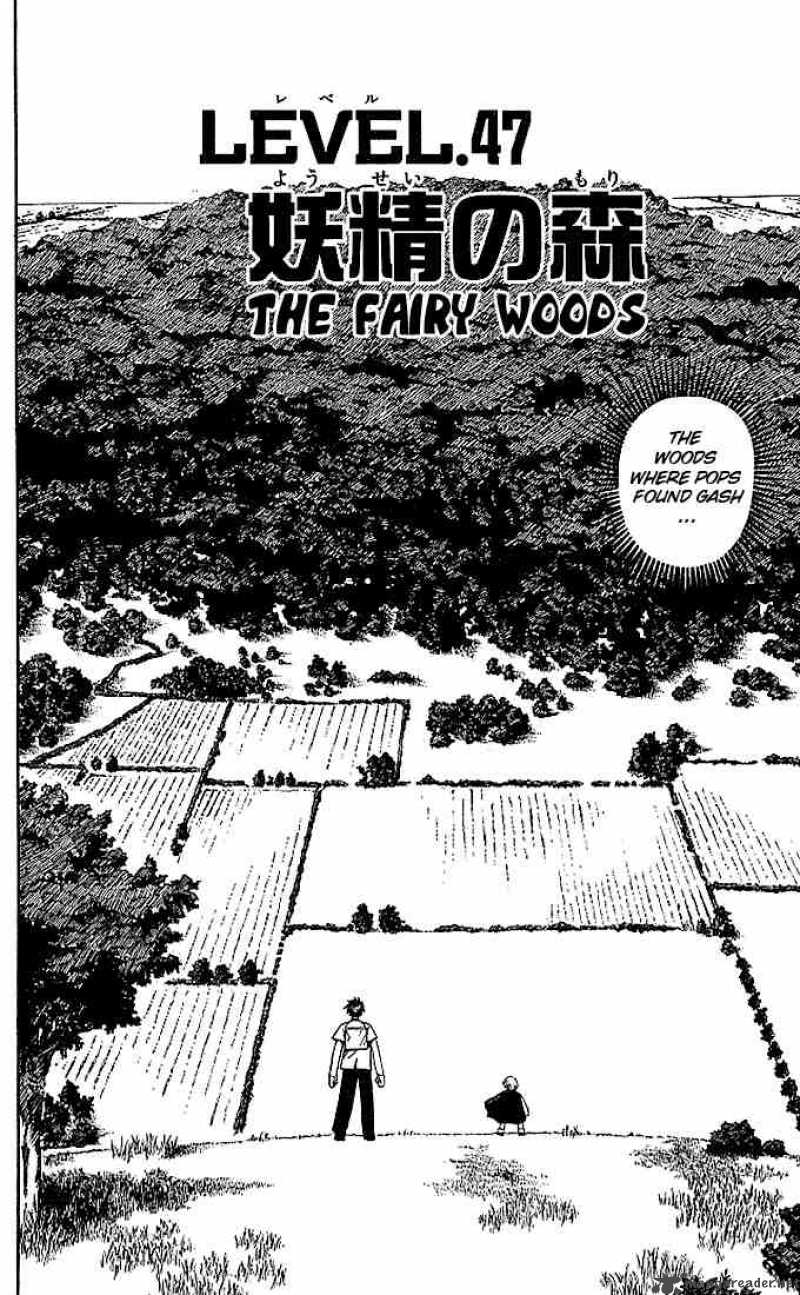 レベル
LEVEL.47
ようせい もり
妖精の森
THE FAIRY WOODS
THE
WOODS
WHERE POPS
FOUND GASH
...